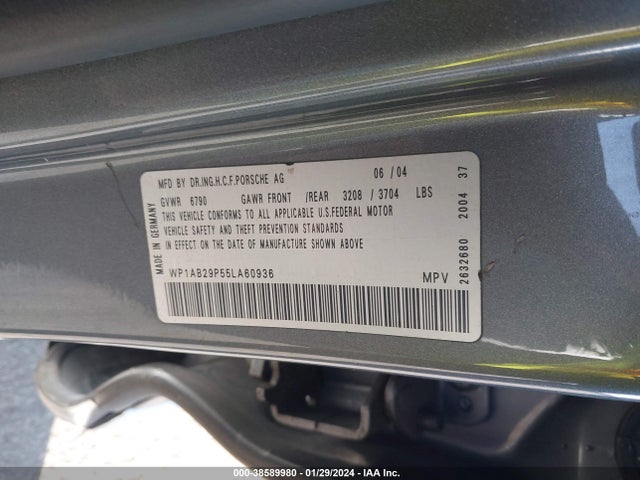 MFD BY DR.ING.H.C.F.PORSCHE AG 06 / 04
GVWR 6790 GAWR FRONT /REAR 3208 / 3704 LBS
THIS VEHICLE CONFORMS TO ALL APPLICABLE U.S.FEDERAL MOTOR
VEHICLE SAFETY AND THEFT PREVENTION STANDARDS
IN EFFECT ON THE DATE OF MANUFACTURE SHOWN ABOVE
WP1AB29P55LA60936 MPV
MADE IN GERMANY
2632680 2004 37
000-38589980 - 01/29/2024 - IAA Inc.